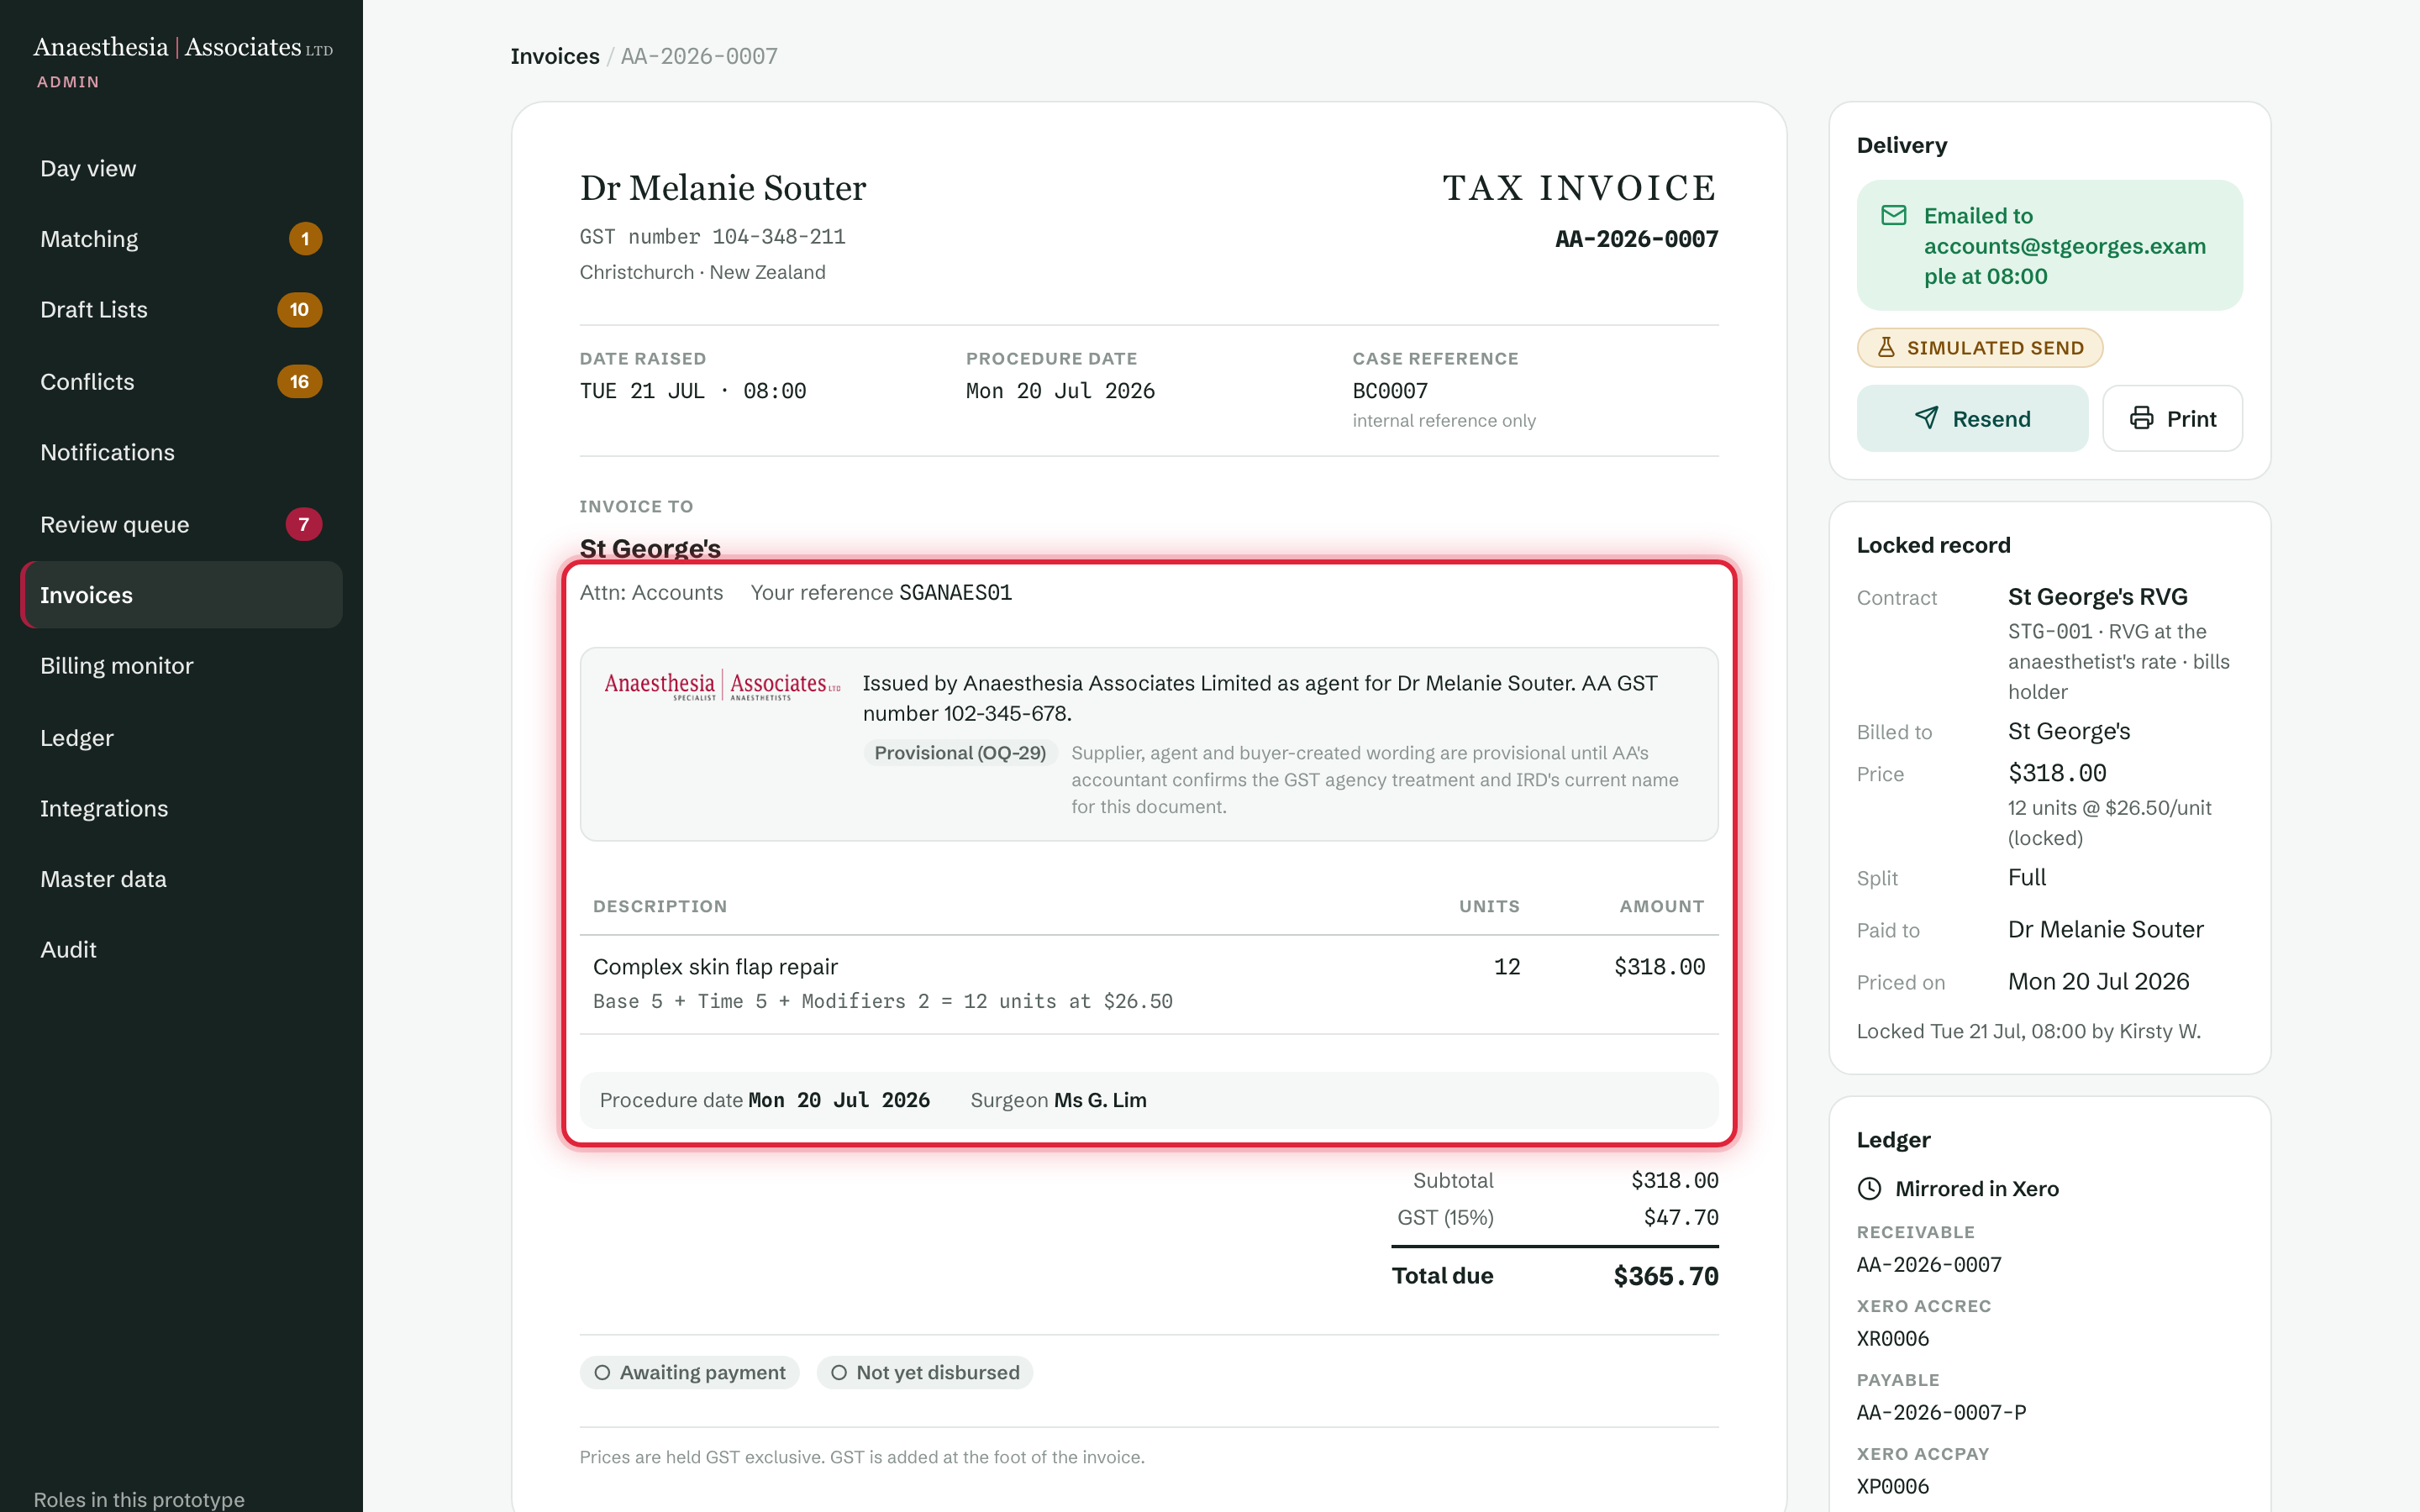 Anaesthesia | Associates LTD
ADMIN
Day view
Matching 1
Draft Lists 10
Conflicts 16
Notifications
Review queue 7
Invoices
Billing monitor
Ledger
Integrations
Master data
Audit
Roles in this prototype
Invoices / AA-2026-0007
Dr Melanie Souter
GST number 104-348-211
Christchurch · New Zealand
TAX INVOICE
AA-2026-0007
DATE RAISED
TUE 21 JUL · 08:00
PROCEDURE DATE
Mon 20 Jul 2026
CASE REFERENCE
BC0007
internal reference only
INVOICE TO
St George's
Attn: Accounts Your reference SGANAES01
Anaesthesia | Associates LTD
SPECIALIST ANAESTHETISTS
Issued by Anaesthesia Associates Limited as agent for Dr Melanie Souter. AA GST
number 102-345-678.
Provisional (OQ-29)
Supplier, agent and buyer-created wording are provisional until AA's
accountant confirms the GST agency treatment and IRD's current name
for this document.
DESCRIPTION UNITS AMOUNT
Complex skin flap repair 12 $318.00
Base 5 + Time 5 + Modifiers 2 = 12 units at $26.50
Procedure date Mon 20 Jul 2026 Surgeon Ms G. Lim
Subtotal $318.00
GST (15%) $47.70
Total due $365.70
Awaiting payment Not yet disbursed
Prices are held GST exclusive. GST is added at the foot of the invoice.
Delivery
Emailed to
accounts@stgeorges.exam
ple at 08:00
SIMULATED SEND
Resend Print
Locked record
Contract St George's RVG
STG-001 · RVG at the
anaesthetist's rate · bills
holder
Billed to St George's
Price $318.00
12 units @ $26.50/unit
(locked)
Split Full
Paid to Dr Melanie Souter
Priced on Mon 20 Jul 2026
Locked Tue 21 Jul, 08:00 by Kirsty W.
Ledger
Mirrored in Xero
RECEIVABLE
AA-2026-0007
XERO ACCREC
XR0006
PAYABLE
AA-2026-0007-P
XERO ACCPAY
XP0006